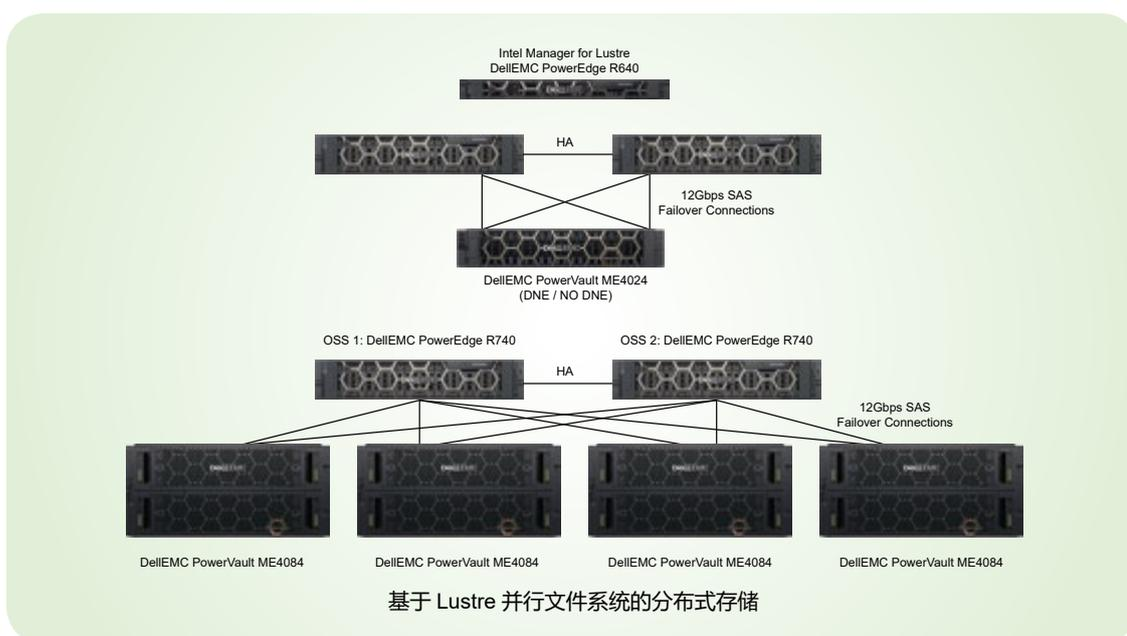 Intel Manager for Lustre
DellEMC PowerEdge R640
HA
12Gbps SAS
Failover Connections
DellEMC PowerVault ME4024
(DNE / NO DNE)
OSS 1: DellEMC PowerEdge R740
OSS 2: DellEMC PowerEdge R740
HA
12Gbps SAS
Failover Connections
DellEMC PowerVault ME4084
DellEMC PowerVault ME4084
DellEMC PowerVault ME4084
DellEMC PowerVault ME4084
基于 Lustre 并行文件系统的分布式存储